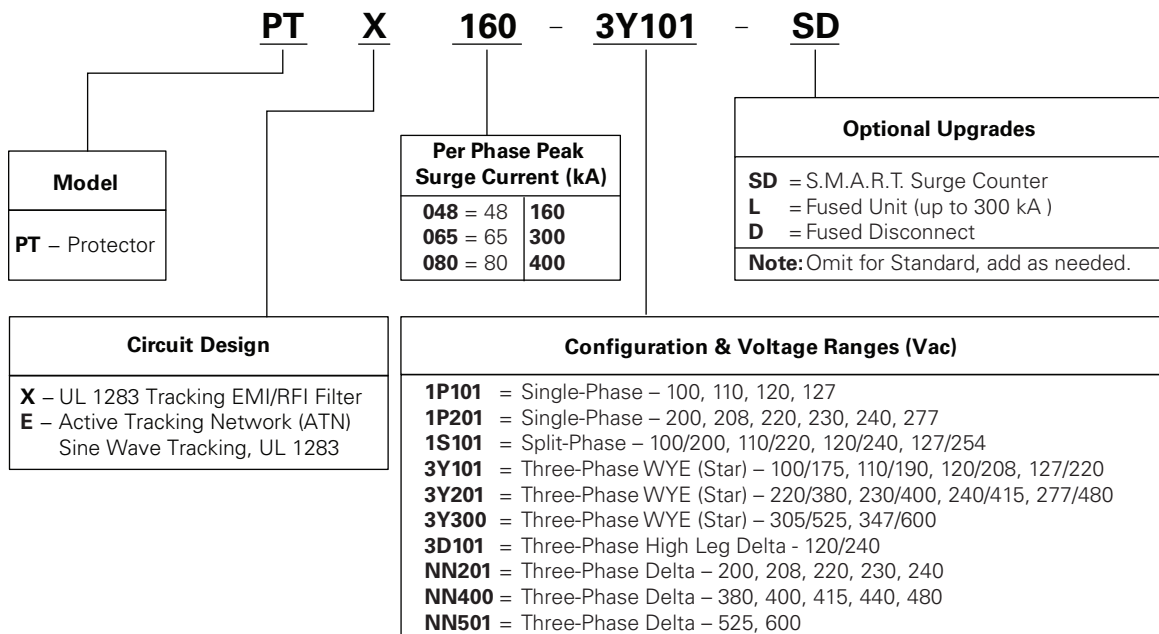 PT X 160 – 3Y101 – SD
Model
PT – Protector
Circuit Design
X – UL 1283 Tracking EMI/RFI Filter
E – Active Tracking Network (ATN)
Sine Wave Tracking, UL 1283
Per Phase Peak
Surge Current (kA)
048 = 48 160
065 = 65 300
080 = 80 400
Configuration & Voltage Ranges (Vac)
1P101 = Single-Phase – 100, 110, 120, 127
1P201 = Single-Phase – 200, 208, 220, 230, 240, 277
1S101 = Split-Phase – 100/200, 110/220, 120/240, 127/254
3Y101 = Three-Phase WYE (Star) – 100/175, 110/190, 120/208, 127/220
3Y201 = Three-Phase WYE (Star) – 220/380, 230/400, 240/415, 277/480
3Y300 = Three-Phase WYE (Star) – 305/525, 347/600
3D101 = Three-Phase High Leg Delta - 120/240
NN201 = Three-Phase Delta – 200, 208, 220, 230, 240
NN400 = Three-Phase Delta – 380, 400, 415, 440, 480
NN501 = Three-Phase Delta – 525, 600
Optional Upgrades
SD = S.M.A.R.T. Surge Counter
L = Fused Unit (up to 300 kA )
D = Fused Disconnect
Note: Omit for Standard, add as needed.